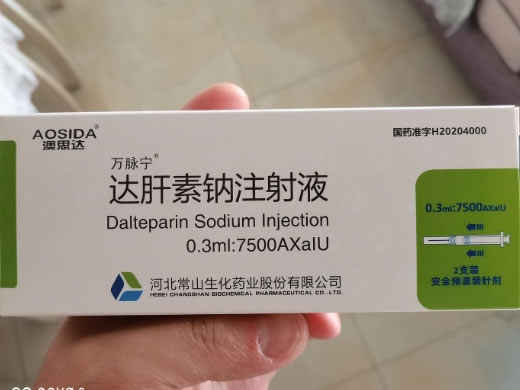 AOSIDA®
澳思达
国药准字H20204000
万脉宁®
达肝素钠注射液
Dalteparin Sodium Injection
0.3ml:7500AXaIU
0.3ml:7500AXaIU
2支装
安全预灌装针剂
河北常山生化药业股份有限公司
HEBEI CHANGSHAN BIOCHEMICAL PHARMACEUTICAL CO.,LTD.